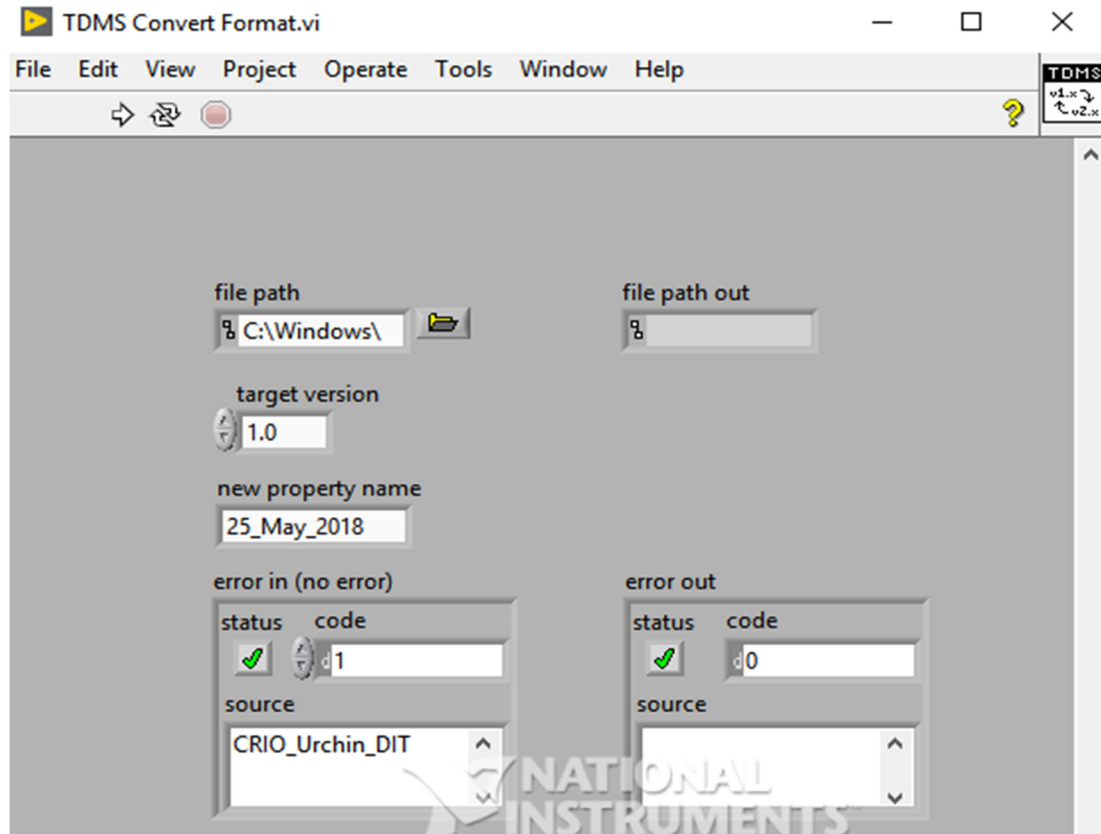 TDMS Convert Format.vi
File Edit View Project Operate Tools Window Help
TDMS
v1.x
v2.x
file path
file path out
C:\Windows\
target version
1.0
new property name
25_May_2018
error in (no error)
error out
status code
status code
d 1
d 0
source
source
CRIO_Urchin_DIT
NATIONAL
INSTRUMENTS